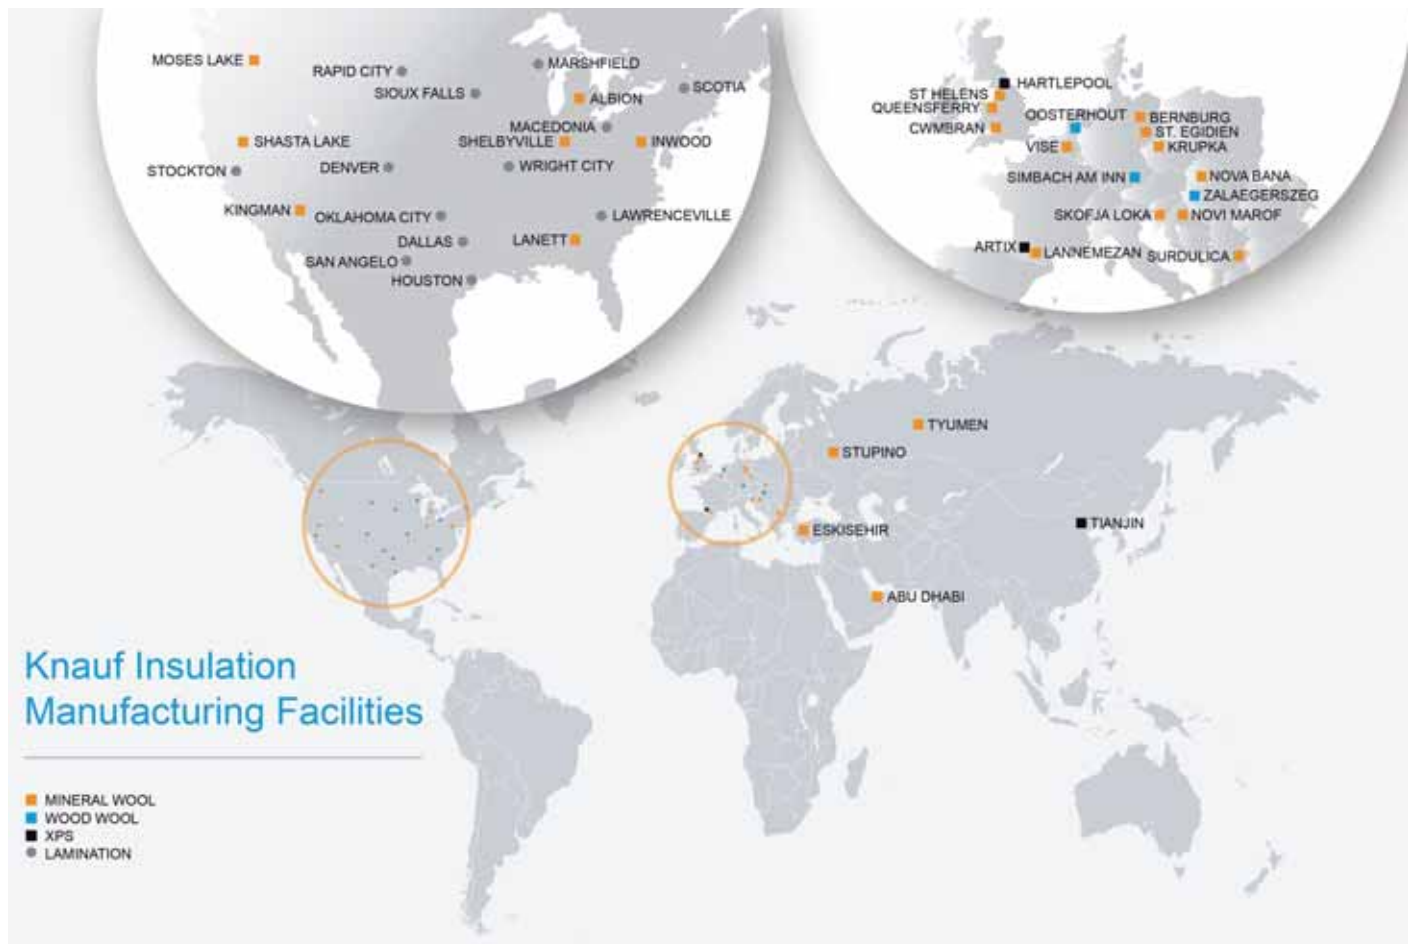 MOSES LAKE
RAPID CITY
SIOUX FALLS
MARSHFIELD
ALBION
SCOTIA
MACEDONIA
SHELBYVILLE
INWOOD
SHASTA LAKE
STOCKTON
DENVER
WRIGHT CITY
KINGMAN
OKLAHOMA CITY
LAWRENCEVILLE
DALLAS
LANETT
SAN ANGELO
HOUSTON
HARTLEPOOL
ST HELENS
QUEENSFERRY
OOSTERHOUT
BERNBURG
CWMBRAN
ST. EGIDIEN
VISE
KRUPKA
SIMBACH AM INN
NOVA BANA
ZALAEGERSZEG
SKOFJA LOKA
NOVI MAROF
ARTIX
LANNEMEZAN
SURDULICA
TYUMEN
STUPINO
ESKISEHIR
TIANJIN
ABU DHABI
Knauf Insulation
Manufacturing Facilities
MINERAL WOOL
WOOD WOOL
XPS
LAMINATION